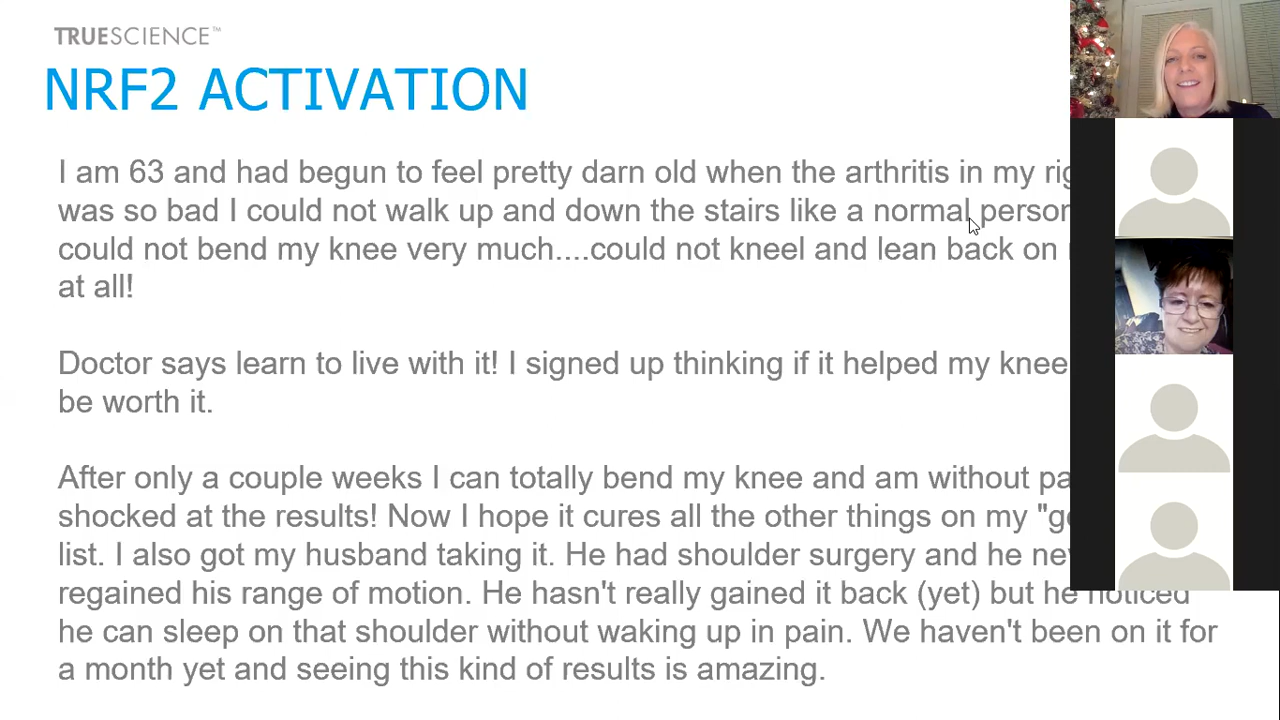 TRUESCIENCE™
NRF2 ACTIVATION
I am 63 and had begun to feel pretty darn old when the arthritis in my
was so bad I could not walk up and down the stairs like a normal person
could not bend my knee very much....could not kneel and lean back on
at all!
Doctor says learn to live with it! I signed up thinking if it helped my knee
be worth it.
After only a couple weeks I can totally bend my knee and am without
shocked at the results! Now I hope it cures all the other things on my
list. I also got my husband taking it. He had shoulder surgery and he
regained his range of motion. He hasn't really gained it back (yet) but he noticed
he can sleep on that shoulder without waking up in pain. We haven't been on it for
a month yet and seeing this kind of results is amazing.